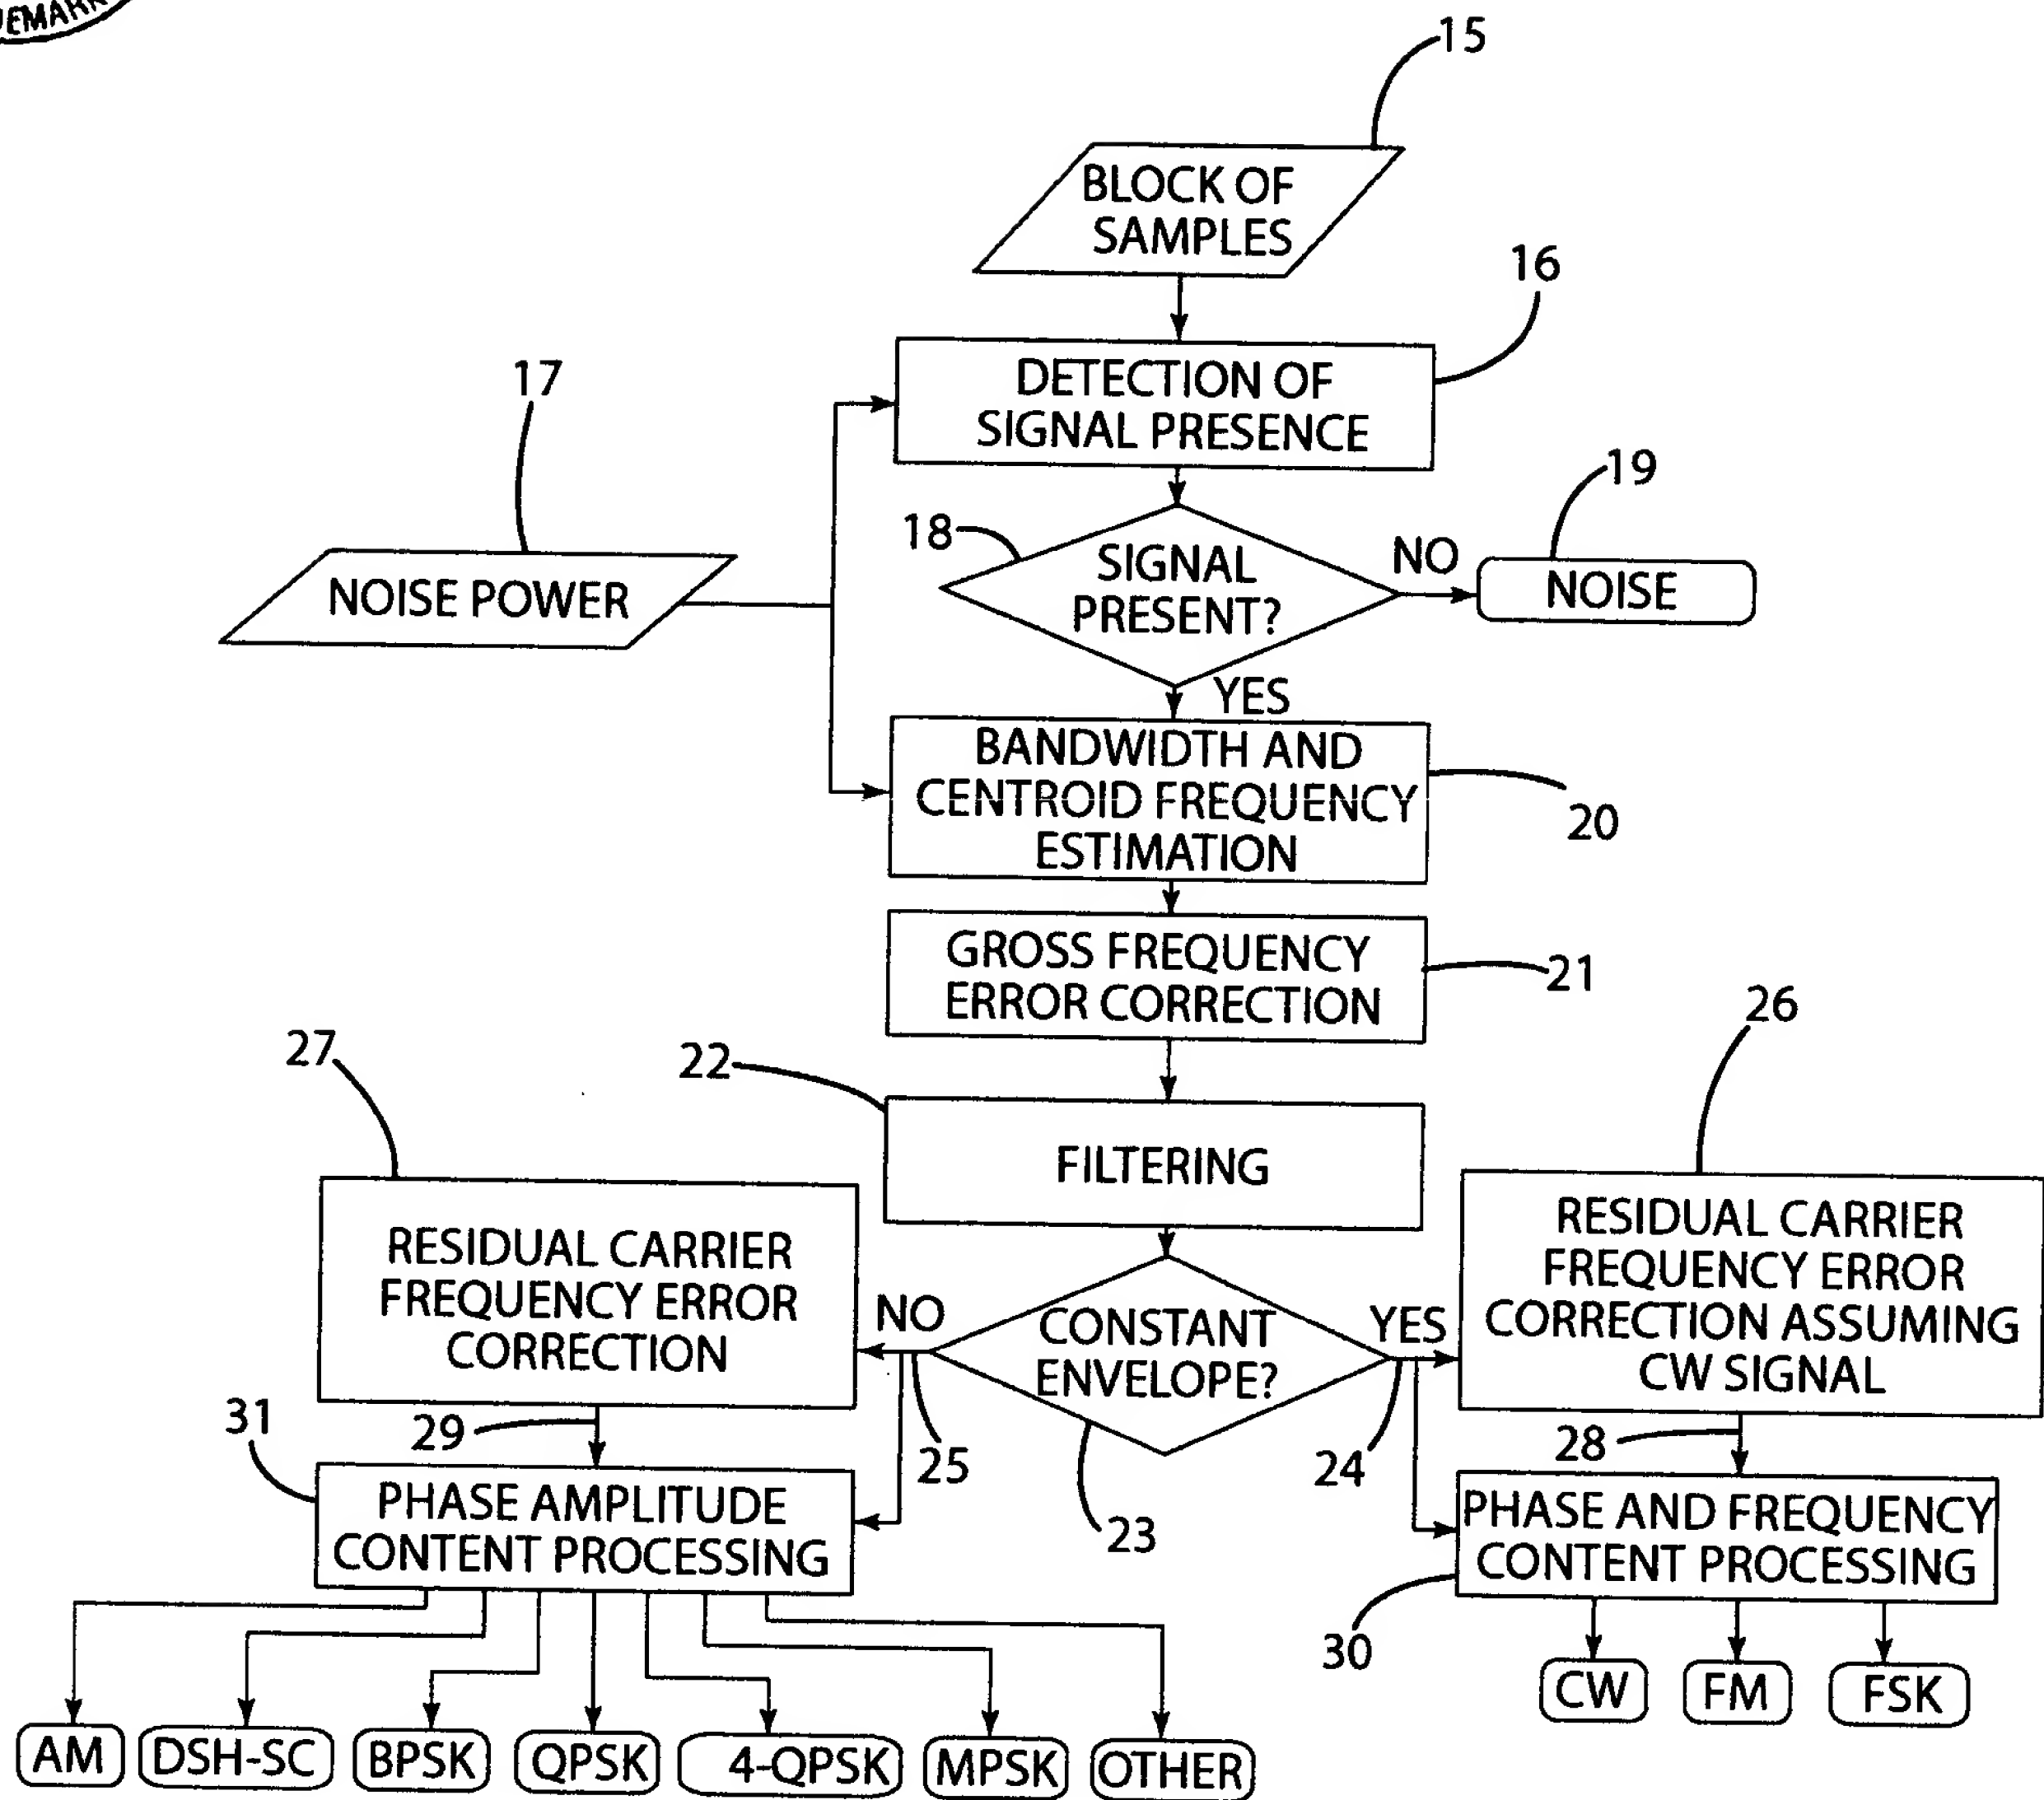 15
BLOCK OF
SAMPLES
16
17
DETECTION OF
SIGNAL PRESENCE
19
18
SIGNAL
PRESENT?
NO
NOISE
NOISE POWER
YES
BANDWIDTH AND
CENTROID FREQUENCY
ESTIMATION
20
GROSS FREQUENCY
ERROR CORRECTION
21
26
27
22
FILTERING
RESIDUAL CARRIER
FREQUENCY ERROR
CORRECTION
NO
CONSTANT
ENVELOPE?
YES
RESIDUAL CARRIER
FREQUENCY ERROR
CORRECTION ASSUMING
CW SIGNAL
31
29
25
24
28
23
PHASE AMPLITUDE
CONTENT PROCESSING
PHASE AND FREQUENCY
CONTENT PROCESSING
30
CW
FM
FSK
AM
DSH-SC
BPSK
QPSK
4-QPSK
MPSK
OTHER